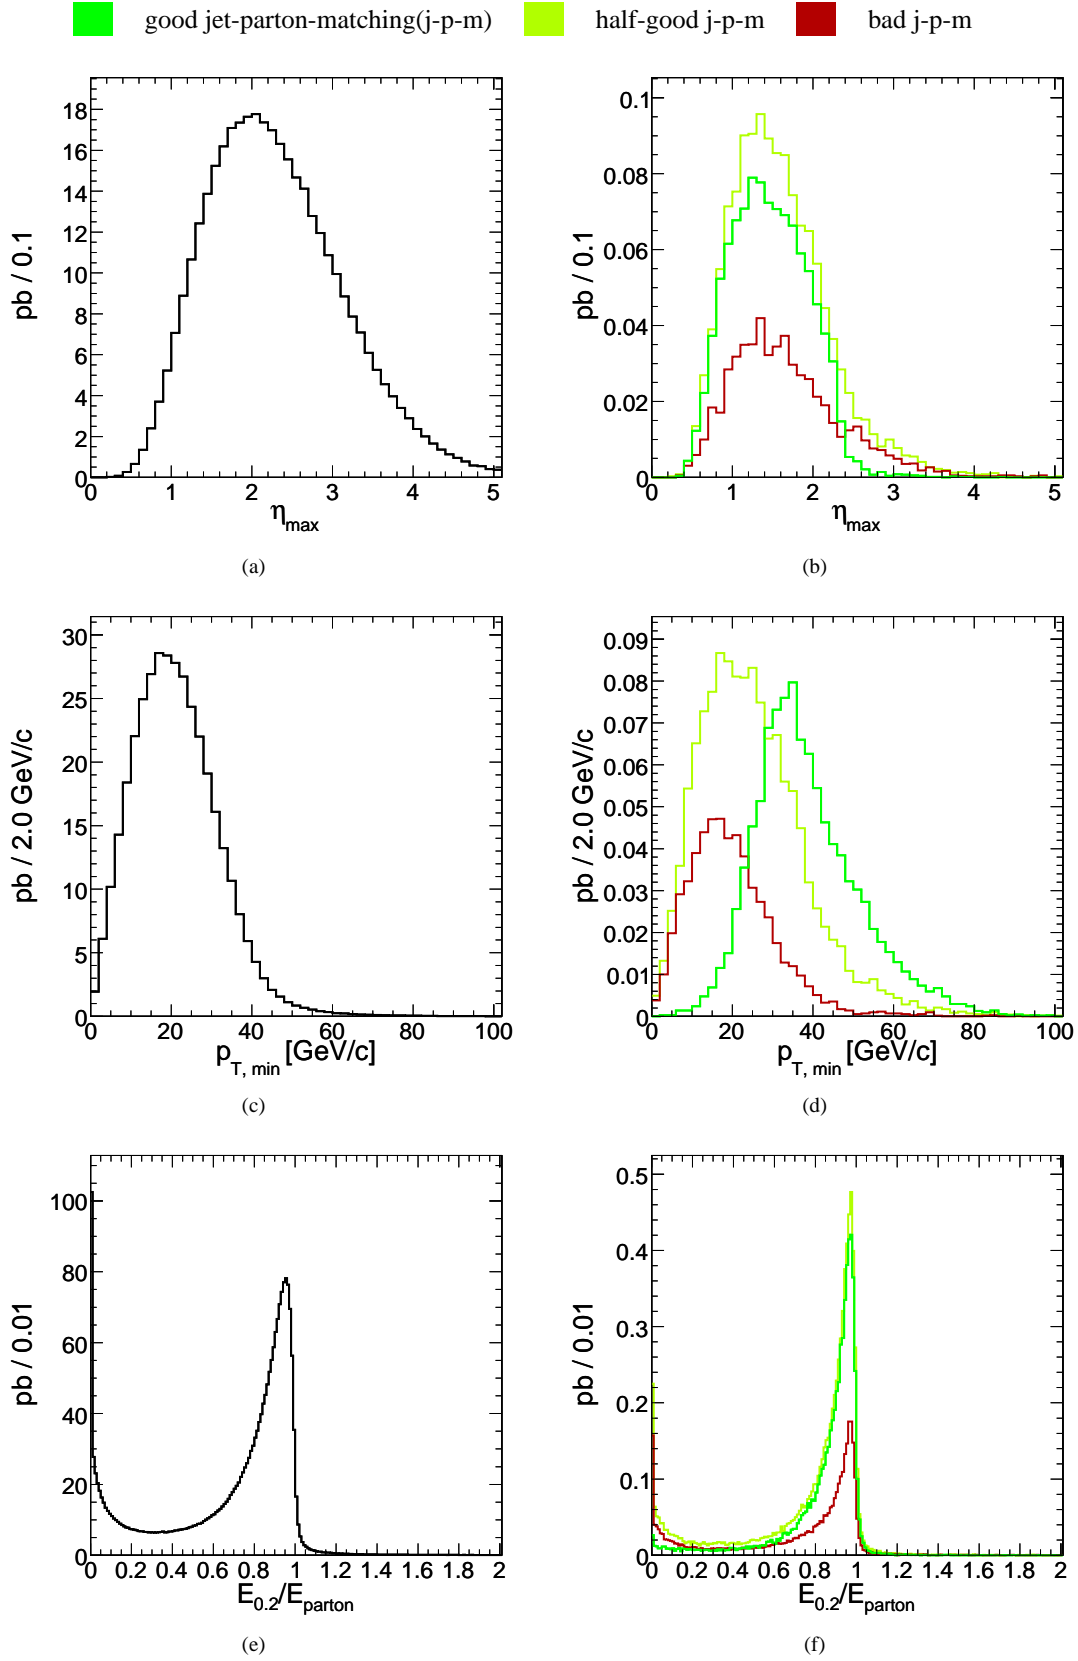 good jet-parton-matching(j-p-m) half-good j-p-m bad j-p-m
18
16
14
12
10
8
6
4
2
0
pb / 0.1
0 1 2 3 4 5
ηmax
(a)
0.1
0.08
0.06
0.04
0.02
0
pb / 0.1
0 1 2 3 4 5
ηmax
(b)
30
25
20
15
10
5
0
pb / 2.0 GeV/c
0 20 40 60 80 100
pT, min [GeV/c]
(c)
0.09
0.08
0.07
0.06
0.05
0.04
0.03
0.02
0.01
0
pb / 2.0 GeV/c
0 20 40 60 80 100
pT, min [GeV/c]
(d)
100
80
60
40
20
0
pb / 0.01
0 0.2 0.4 0.6 0.8 1 1.2 1.4 1.6 1.8 2
E0.2/Eparton
(e)
0.5
0.4
0.3
0.2
0.1
0
pb / 0.01
0 0.2 0.4 0.6 0.8 1 1.2 1.4 1.6 1.8 2
E0.2/Eparton
(f)